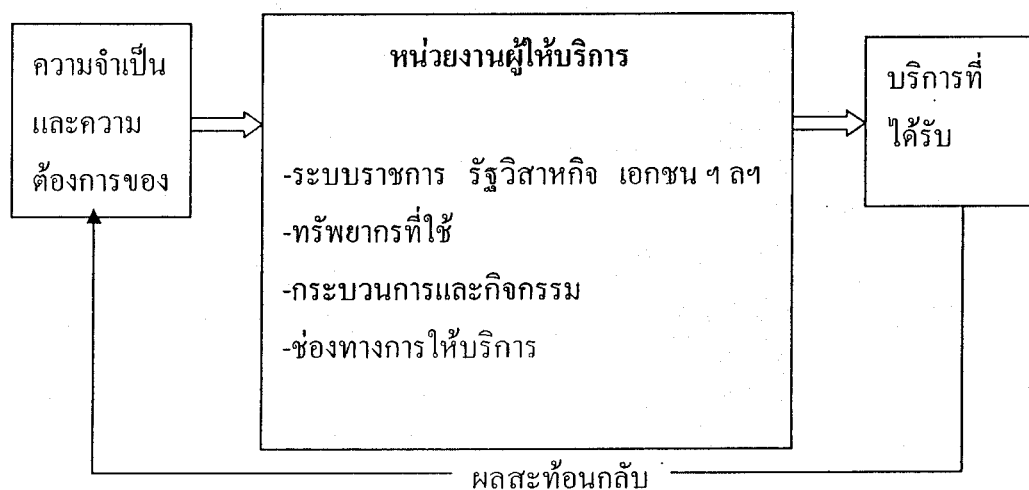 ความจำเป็น
และความ
ต้องการของ
หน่วยงานผู้ให้บริการ
-ระบบราชการ รัฐวิสาหกิจ เอกชน ฯ ลฯ
-ทรัพยากรที่ใช้
-กระบวนการและกิจกรรม
-ช่องทางการให้บริการ
บริการที่
ได้รับ
ผลสะท้อนกลับ